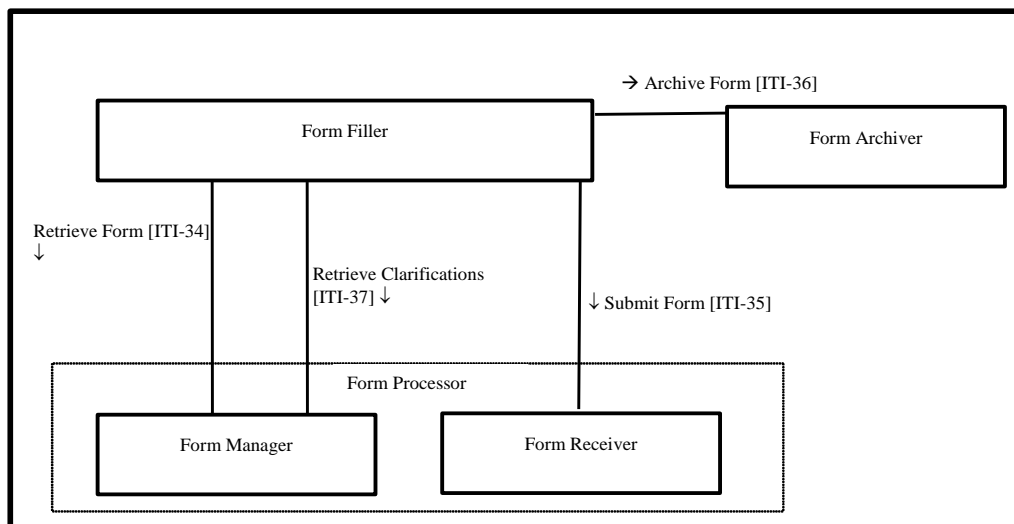 → Archive Form [ITI-36]
Form Filler
Form Archiver
Retrieve Form [ITI-34]
↓
Retrieve Clarifications
[ITI-37] ↓
↓ Submit Form [ITI-35]
Form Processor
Form Manager
Form Receiver